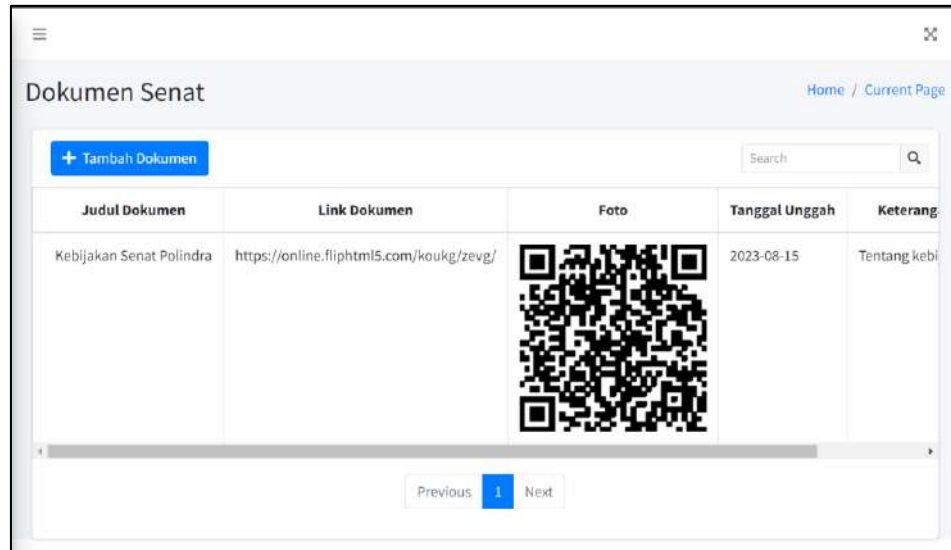 Dokumen Senat
Home / Current Page
+ Tambah Dokumen
Search
Judul Dokumen Link Dokumen Foto Tanggal Unggah Keterang
Kebijakan Senat Polindra https://online.fliphtml5.com/koukg/zevg/ 2023-08-15 Tentang kebi
Previous 1 Next